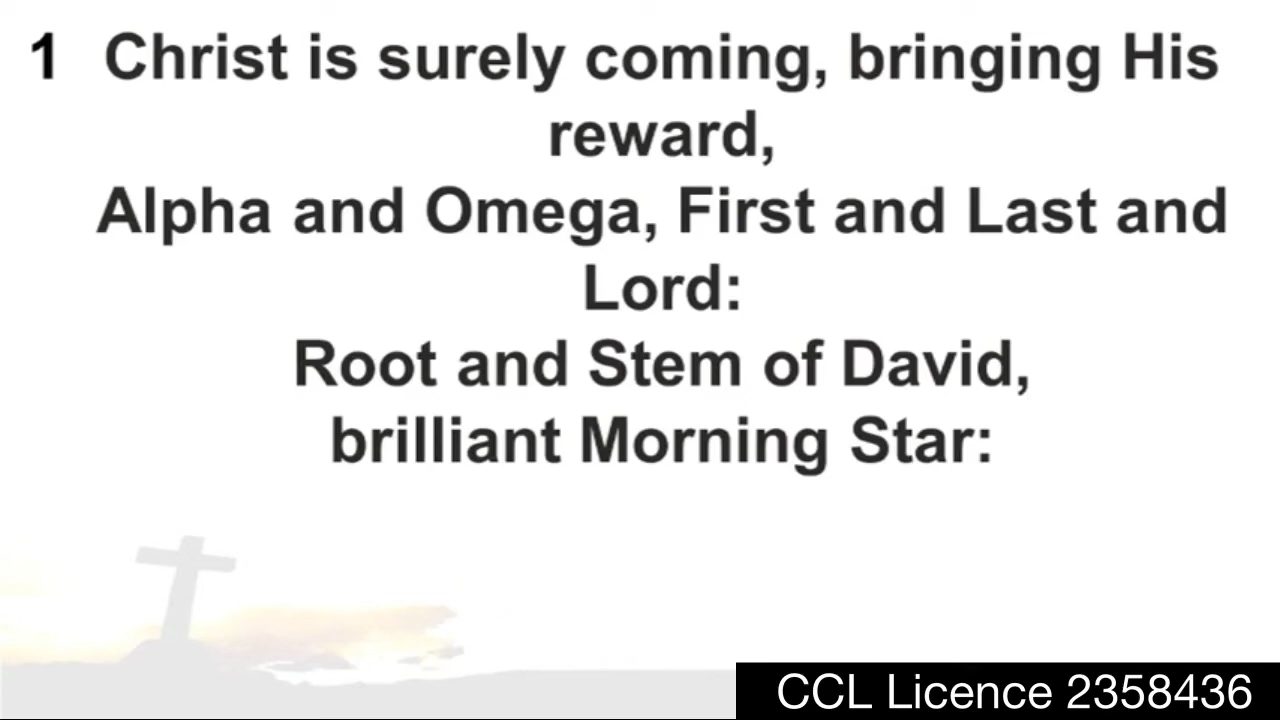 1 Christ is surely coming, bringing His
reward,
Alpha and Omega, First and Last and
Lord:
Root and Stem of David,
brilliant Morning Star:
CCL Licence 2358436